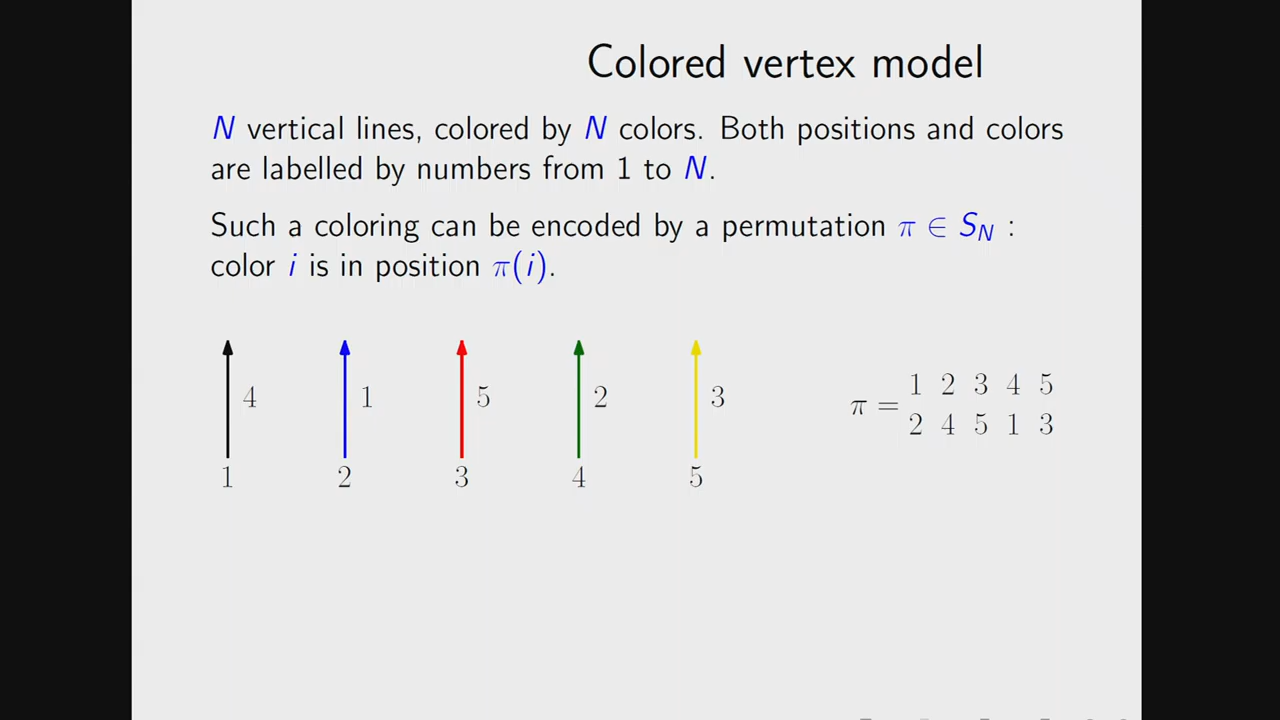 Colored vertex model
N vertical lines, colored by N colors. Both positions and colors
are labelled by numbers from 1 to N.
Such a coloring can be encoded by a permutation π ∈ S_N :
color i is in position π(i).
4 1 5 2 3
1 2 3 4 5
π = 1 2 3 4 5
2 4 5 1 3